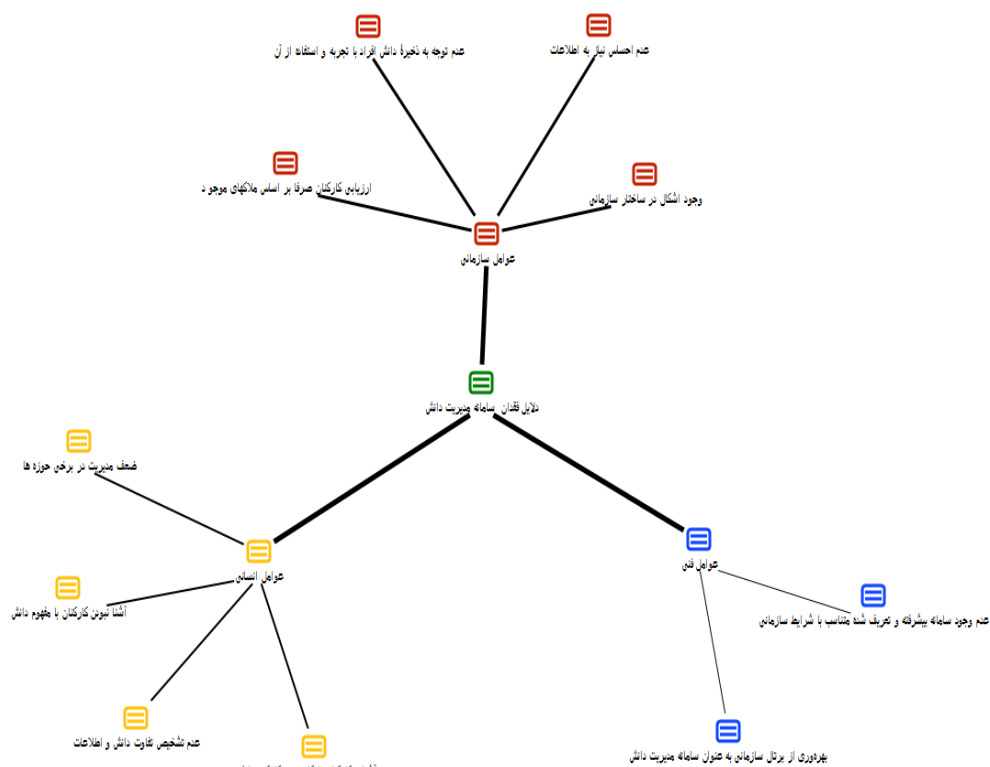 عدم احساس نیاز به اطلاعات
عدم توجه به ذخیرۀ دانش افراد با تجربه و استفاده از آن
وجود اشکال در ساختار سازمانی
ارزیابی کارکنان صرفا بر اساس ملاکهای موجو د
عوامل سازمانی
دلایل فقدان سامانه مدیریت دانش
ضعف مدیریت در برخی حوزه ها
عوامل فنی
عوامل انسانی
عدم وجود سامانه پیشرفته و تعریف شده متناسب با شرایط سازمانی
آشنا نبودن کارکنان با مفهوم دانش
عدم تشخیص تفاوت دانش و اطلاعات
بهره‌وری از پرتال سازمانی به عنوان سامانه مدیریت دانش